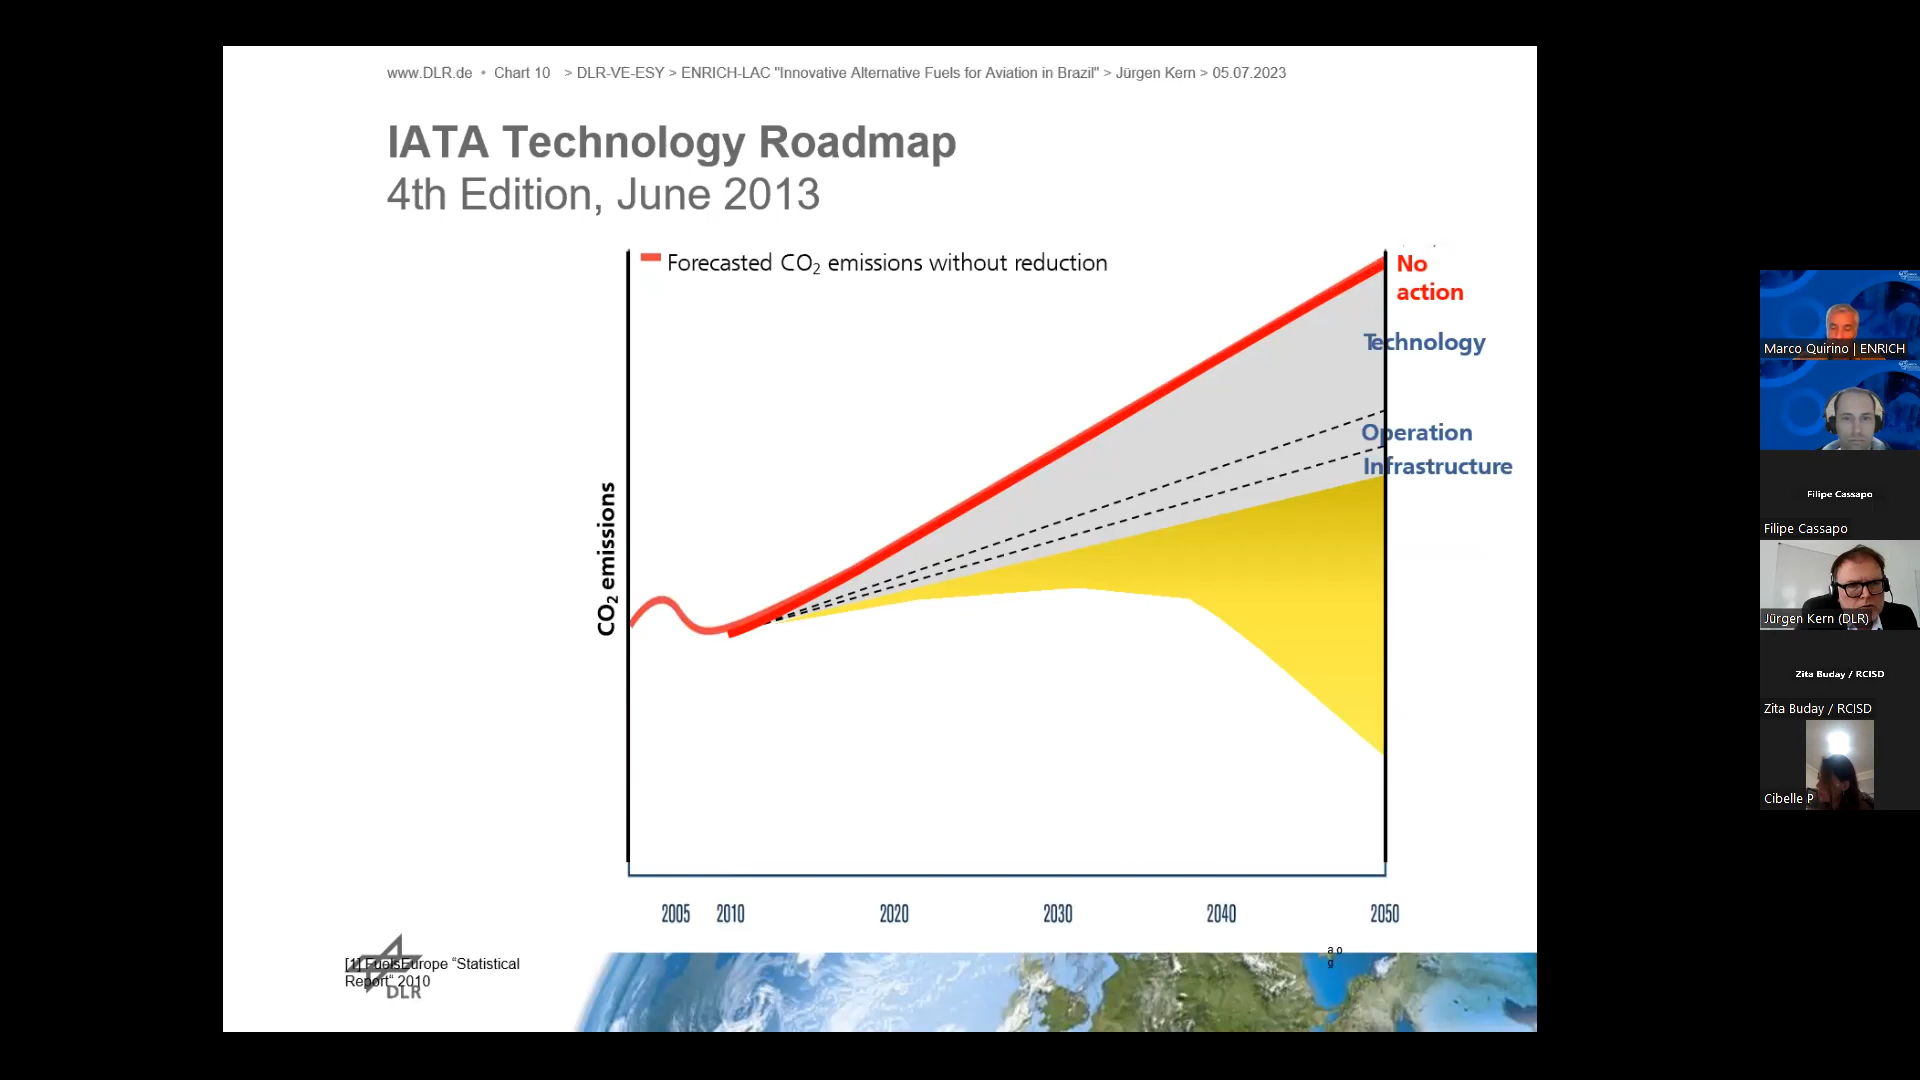 www.DLR.de • Chart 10 > DLR-VE-ESY > ENRICH-LAC "Innovative Alternative Fuels for Aviation in Brazil" > Jürgen Kern > 05.07.2023
IATA Technology Roadmap
4th Edition, June 2013
Forecasted CO₂ emissions without reduction
No
action
Technology
Operation
Infrastructure
CO₂ emissions
2005 2010 2020 2030 2040 2050
[1] FuelsEurope “Statistical
Report“ 2010
DLR
a o
g
Marco Quirino | ENRICH
Filipe Cassapo
Filipe Cassapo
Jürgen Kern (DLR)
Zita Buday / RCISD
Zita Buday / RCISD
Cibelle P